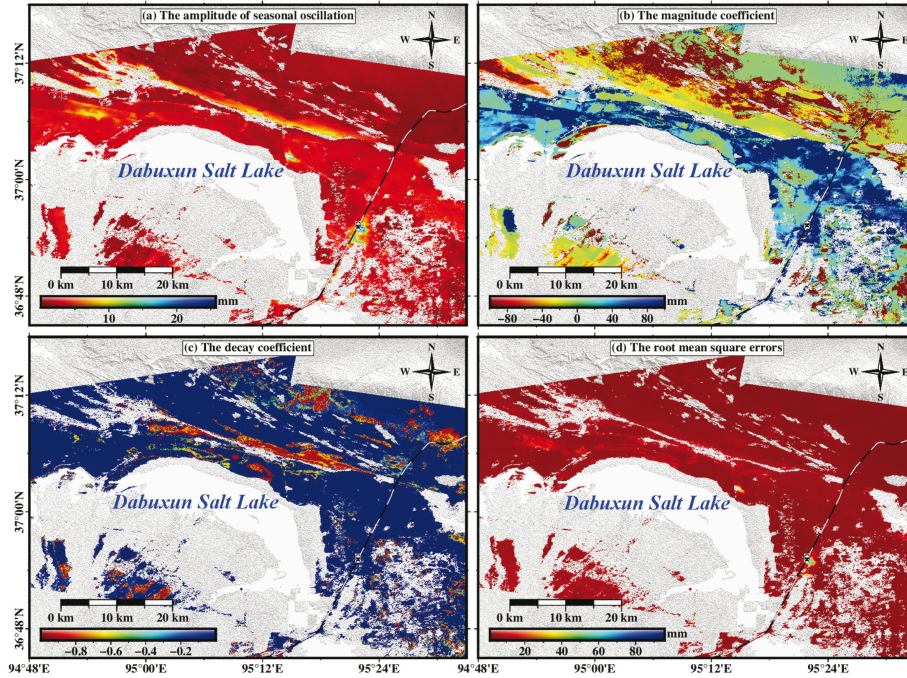 (a) The amplitude of seasonal oscillation
N
W E
S
37°12'N
37°00'N
36°48'N
Dabuxun Salt Lake
0 km 10 km 20 km
mm
10 20
(b) The magnitude coefficient
N
W E
S
Dabuxun Salt Lake
0 km 10 km 20 km
−80 −40 0 40 80
(c) The decay coefficient
N
W E
S
37°12'N
37°00'N
36°48'N
Dabuxun Salt Lake
0 km 10 km 20 km
−0.8 −0.6 −0.4 −0.2
94°48'E 95°00'E 95°12'E 95°24'E
(d) The root mean square errors
N
W E
S
Dabuxun Salt Lake
0 km 10 km 20 km
mm
20 40 60 80
94°48'E 95°00'E 95°12'E 95°24'E